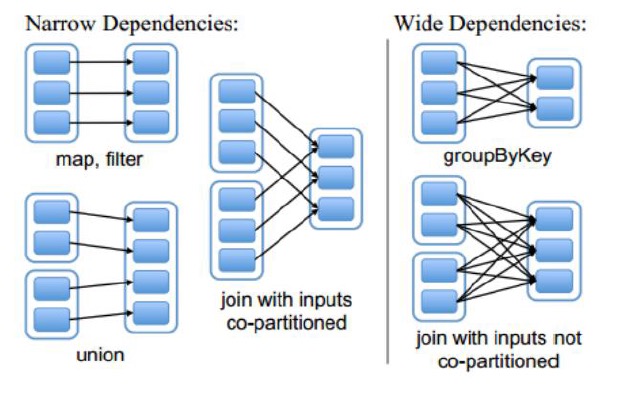 Narrow Dependencies:
Wide Dependencies:
map, filter
groupByKey
join with inputs
co-partitioned
union
join with inputs not
co-partitioned